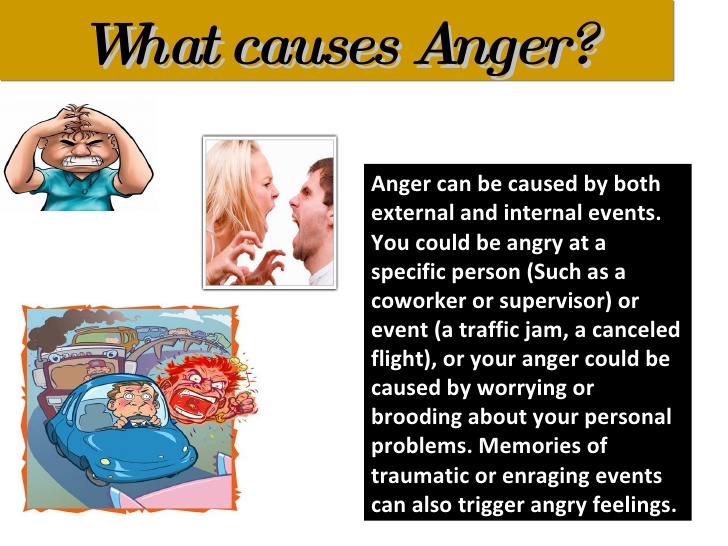 What causes Anger?
Anger can be caused by both
external and internal events.
You could be angry at a
specific person (Such as a
coworker or supervisor) or
event (a traffic jam, a canceled
flight), or your anger could be
caused by worrying or
brooding about your personal
problems. Memories of
traumatic or enraging events
can also trigger angry feelings.